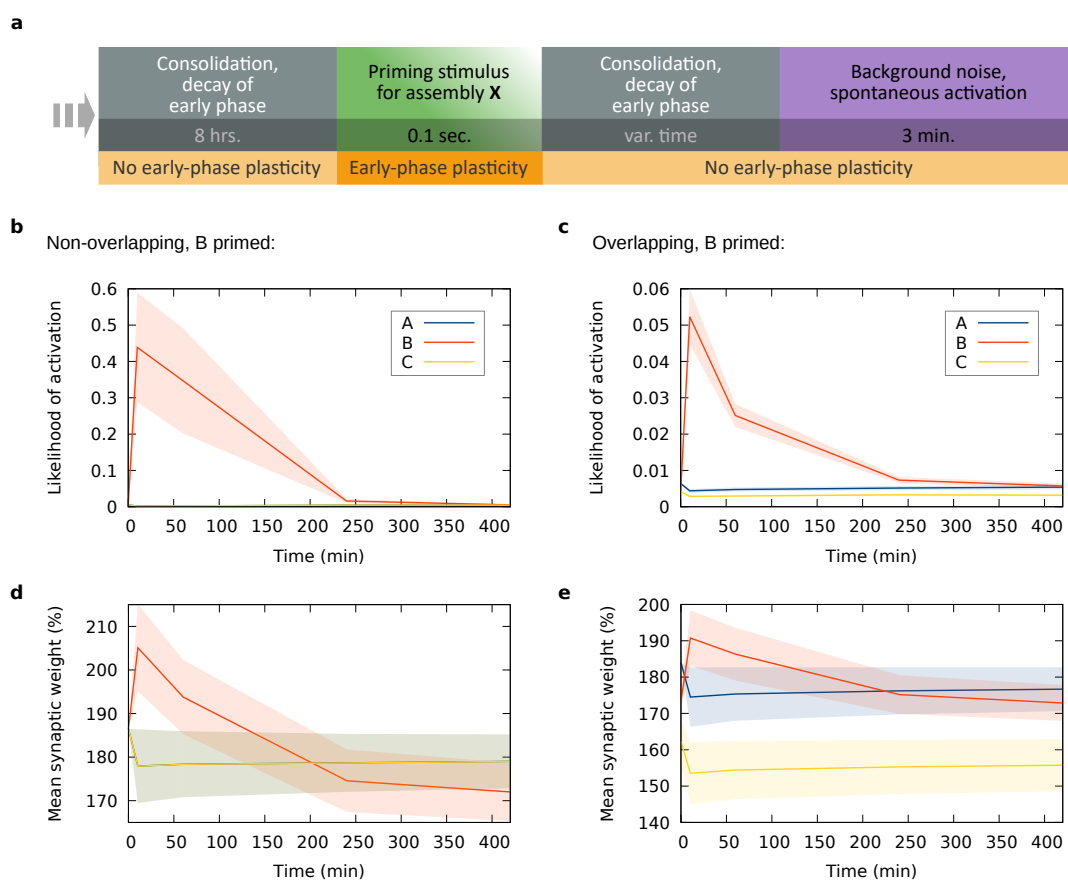 a
Consolidation,
decay of
early phase
Priming stimulus
for assembly X
Consolidation,
decay of
early phase
Background noise,
spontaneous activation
8 hrs.
0.1 sec.
var. time
3 min.
No early-phase plasticity
Early-phase plasticity
No early-phase plasticity
b
Non-overlapping, B primed:
Likelihood of activation
0.6
0.5
0.4
0.3
0.2
0.1
0
A
B
C
0 50 100 150 200 250 300 350 400
Time (min)
c
Overlapping, B primed:
Likelihood of activation
0.06
0.05
0.04
0.03
0.02
0.01
0
A
B
C
0 50 100 150 200 250 300 350 400
Time (min)
d
Mean synaptic weight (%)
210
200
190
180
170
0 50 100 150 200 250 300 350 400
Time (min)
e
Mean synaptic weight (%)
200
190
180
170
160
150
140
0 50 100 150 200 250 300 350 400
Time (min)